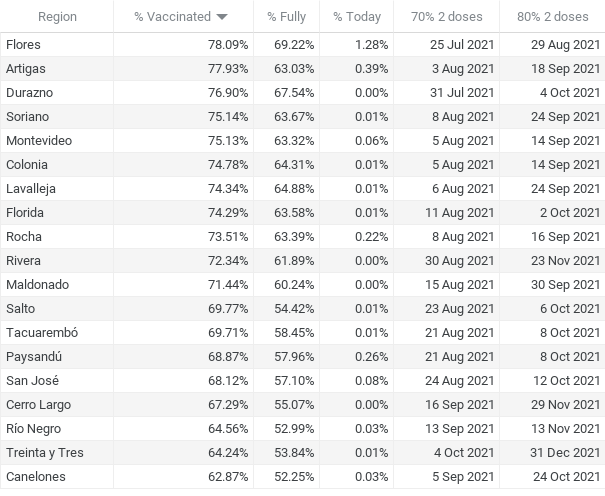 Region % Vaccinated % Fully % Today 70% 2 doses 80% 2 doses
Flores 78.09% 69.22% 1.28% 25 Jul 2021 29 Aug 2021
Artigas 77.93% 63.03% 0.39% 3 Aug 2021 18 Sep 2021
Durazno 76.90% 67.54% 0.00% 31 Jul 2021 4 Oct 2021
Soriano 75.14% 63.67% 0.01% 8 Aug 2021 24 Sep 2021
Montevideo 75.13% 63.32% 0.06% 5 Aug 2021 14 Sep 2021
Colonia 74.78% 64.31% 0.01% 5 Aug 2021 14 Sep 2021
Lavalleja 74.34% 64.88% 0.01% 6 Aug 2021 24 Sep 2021
Florida 74.29% 63.58% 0.01% 11 Aug 2021 2 Oct 2021
Rocha 73.51% 63.39% 0.22% 8 Aug 2021 16 Sep 2021
Rivera 72.34% 61.89% 0.00% 30 Aug 2021 23 Nov 2021
Maldonado 71.44% 60.24% 0.00% 15 Aug 2021 30 Sep 2021
Salto 69.77% 54.42% 0.01% 23 Aug 2021 6 Oct 2021
Tacuarembó 69.71% 58.45% 0.01% 21 Aug 2021 8 Oct 2021
Paysandú 68.87% 57.96% 0.26% 21 Aug 2021 8 Oct 2021
San José 68.12% 57.10% 0.08% 24 Aug 2021 12 Oct 2021
Cerro Largo 67.29% 55.07% 0.00% 16 Sep 2021 29 Nov 2021
Río Negro 64.56% 52.99% 0.03% 13 Sep 2021 13 Nov 2021
Treinta y Tres 64.24% 53.84% 0.01% 4 Oct 2021 31 Dec 2021
Canelones 62.87% 52.25% 0.03% 5 Sep 2021 24 Oct 2021